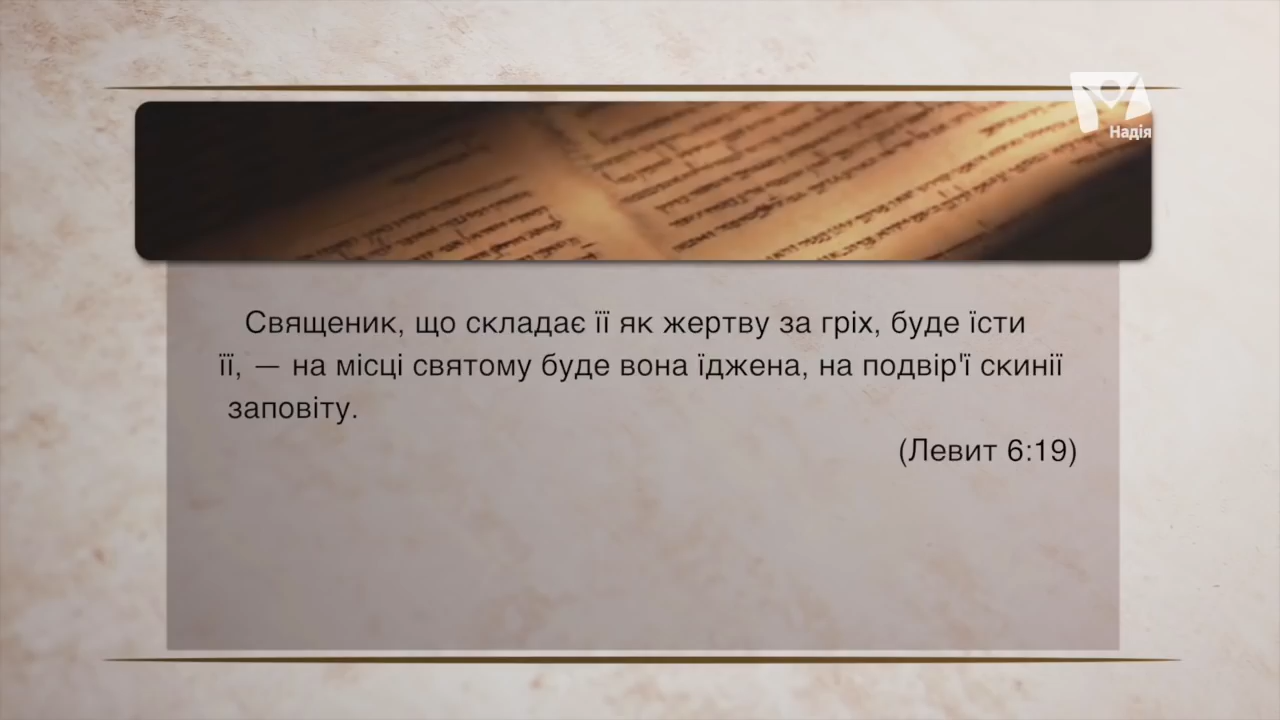 Надія
Священик, що складає її як жертву за гріх, буде їсти
її, — на місці святому буде вона їджена, на подвір'ї скинії
заповіту.
(Левит 6:19)